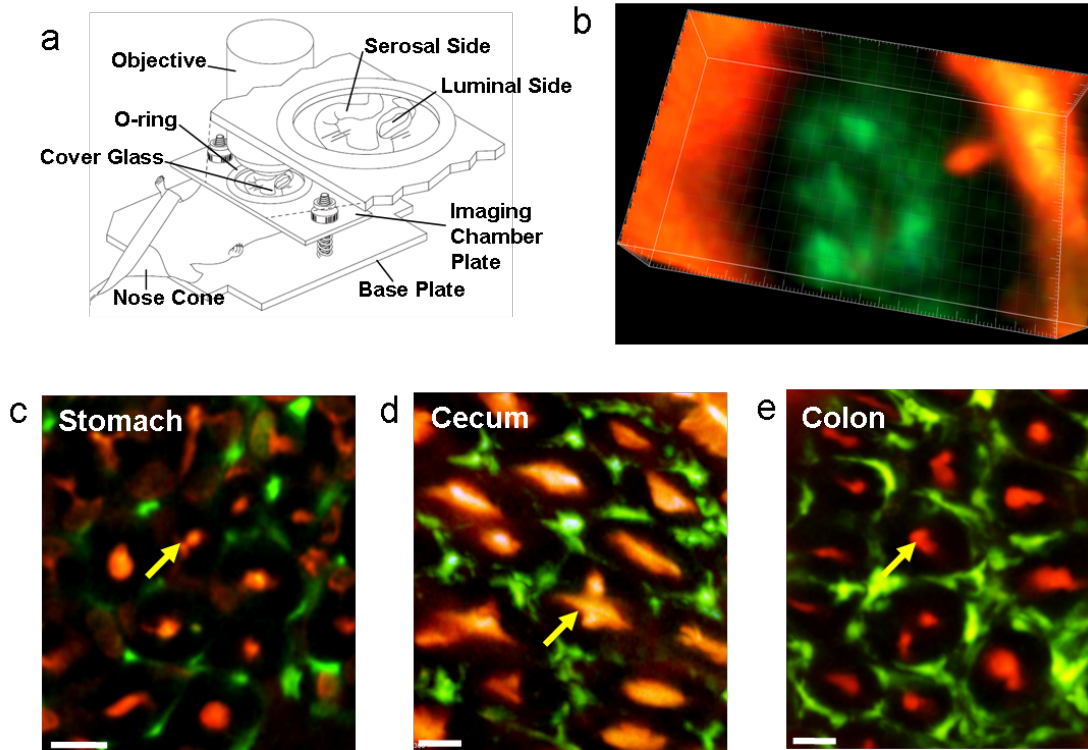 a
Objective
Serosal Side
Luminal Side
O-ring
Cover Glass
Imaging
Chamber
Plate
Nose Cone
Base Plate
b
c
Stomach
d
Cecum
e
Colon